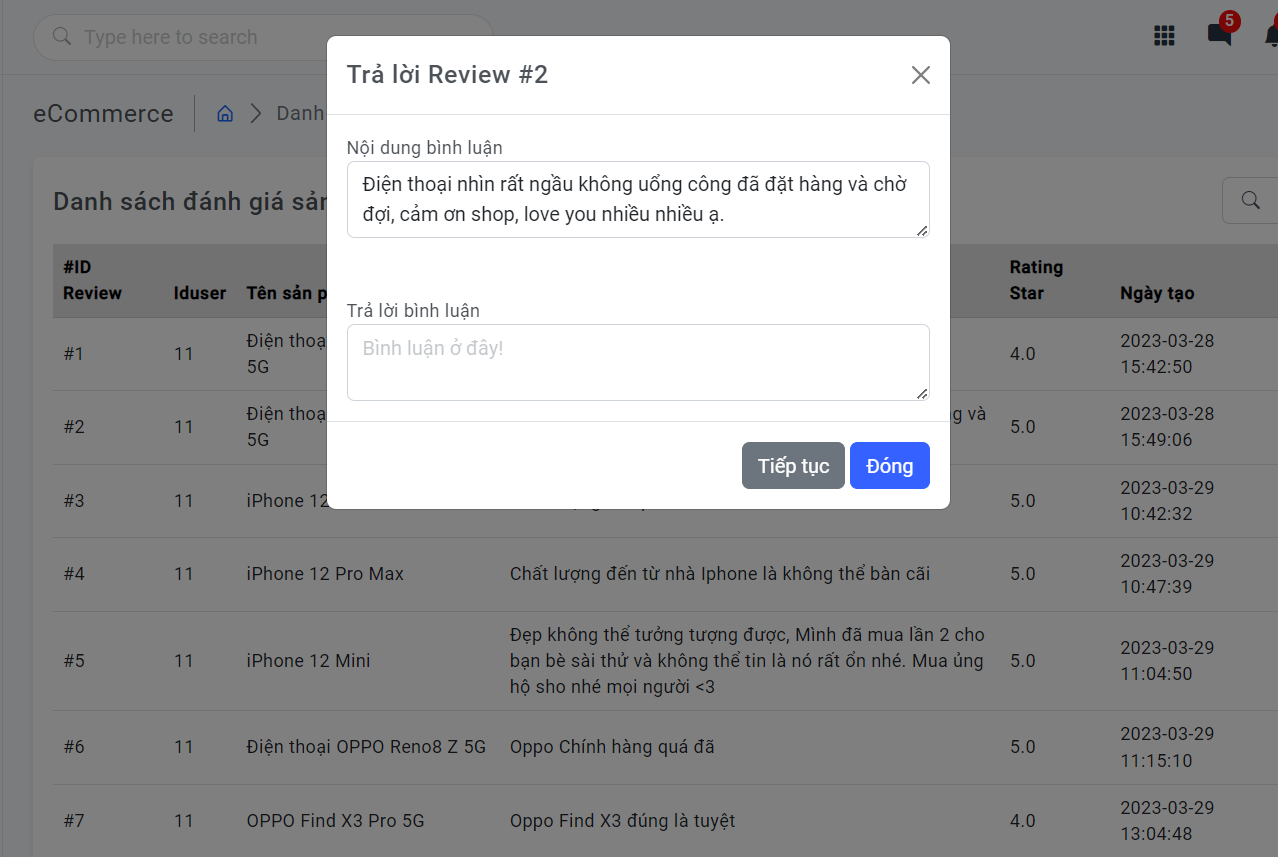 Type here to search
5
Trả lời Review #2
eCommerce
Danh
Nội dung bình luận
Điện thoại nhìn rất ngầu không uổng công đã đặt hàng và chờ
đợi, cảm ơn shop, love you nhiều nhiều ạ.
Danh sách đánh giá sản
Trả lời bình luận
Bình luận ở đây!
Tiếp tục
Đóng
#ID
Review
Iduser
Tên sản p
Rating
Star
Ngày tạo
#1
11
Điện thoạ
5G
4.0
2023-03-28
15:42:50
#2
11
Điện thoạ
5G
g và
5.0
2023-03-28
15:49:06
#3
11
iPhone 12
5.0
2023-03-29
10:42:32
#4
11
iPhone 12 Pro Max
Chất lượng đến từ nhà Iphone là không thể bàn cãi
5.0
2023-03-29
10:47:39
#5
11
iPhone 12 Mini
Đẹp không thể tưởng tượng được, Mình đã mua lần 2 cho
bạn bè sài thử và không thể tin là nó rất ổn nhé. Mua ủng
hộ sho nhé mọi người <3
5.0
2023-03-29
11:04:50
#6
11
Điện thoại OPPO Reno8 Z 5G
Oppo Chính hàng quá đã
5.0
2023-03-29
11:15:10
#7
11
OPPO Find X3 Pro 5G
Oppo Find X3 đúng là tuyệt
4.0
2023-03-29
13:04:48